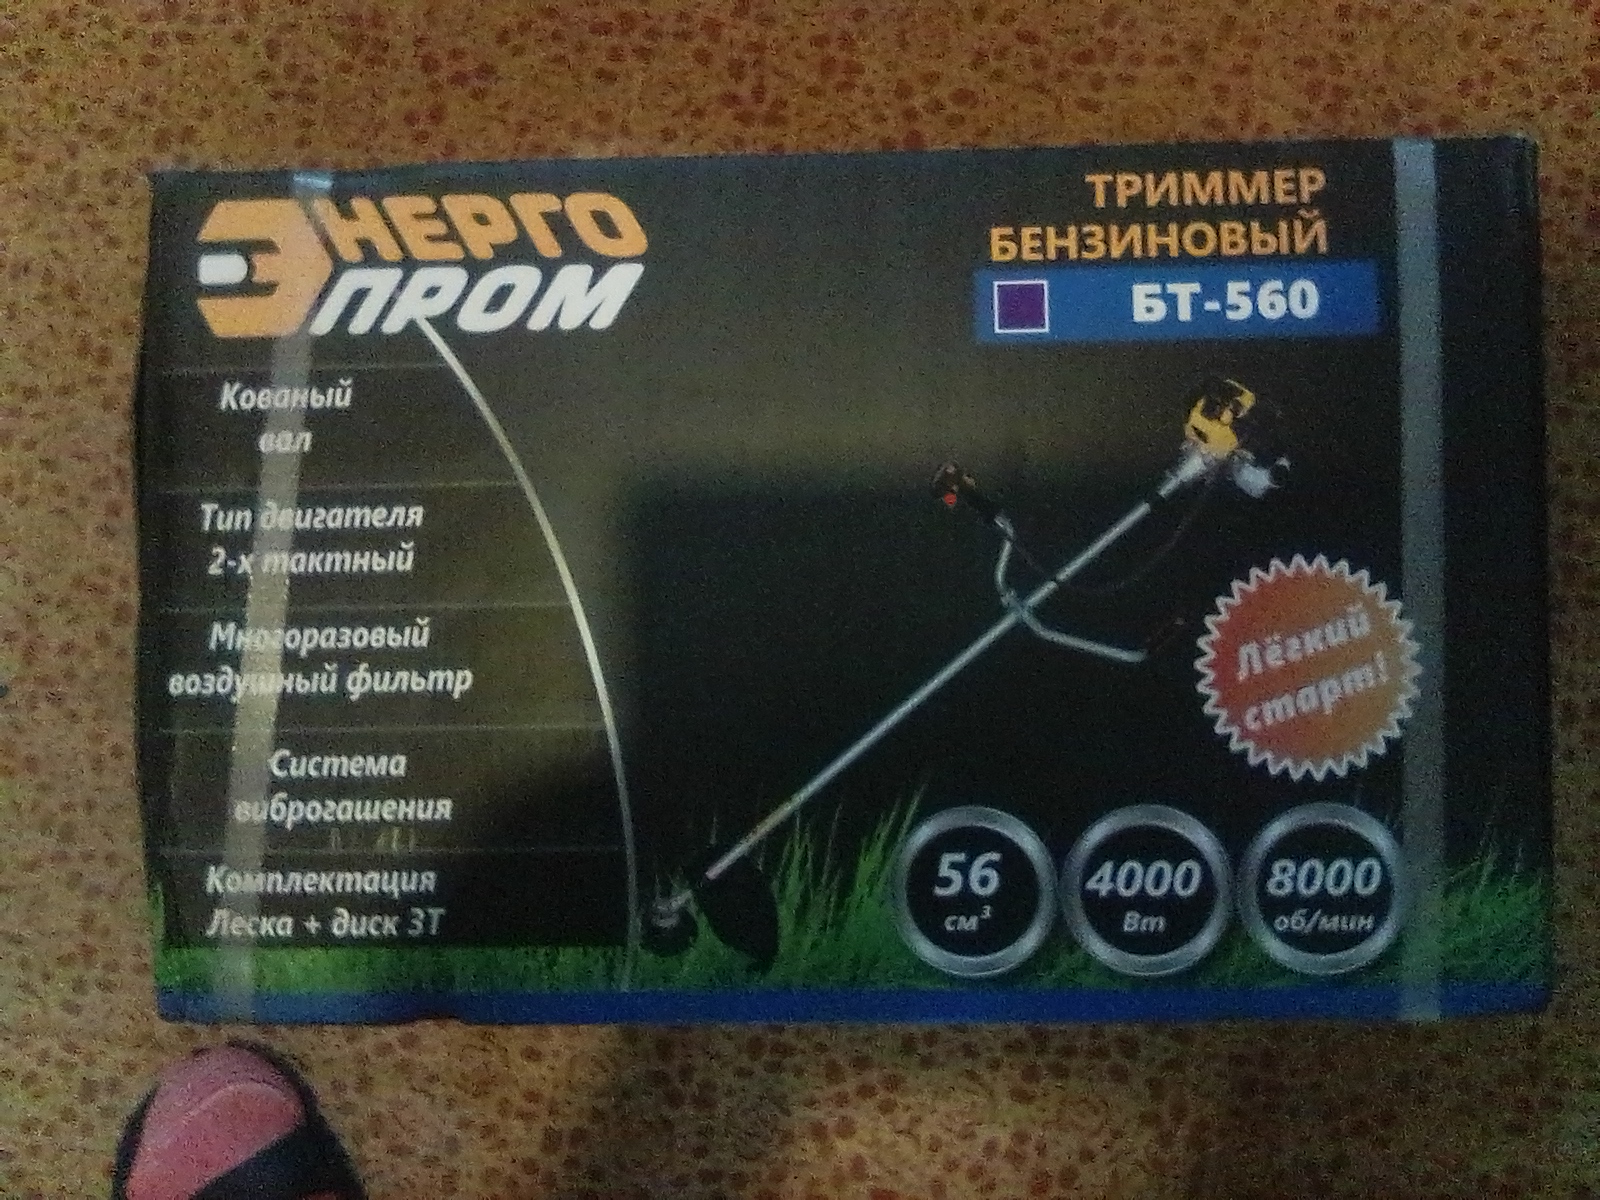 ЭНЕРГО
ПРОМ
ТРИММЕР
БЕНЗИНОВЫЙ
БТ-560
Кованый
вал
Тип двигателя
2-х тактный
Многоразовый
воздушный фильтр
Система
виброгашения
Комплектация
Леска + диск 3Т
Лёгкий
старт!
56
см³
4000
Вт
8000
об/мин